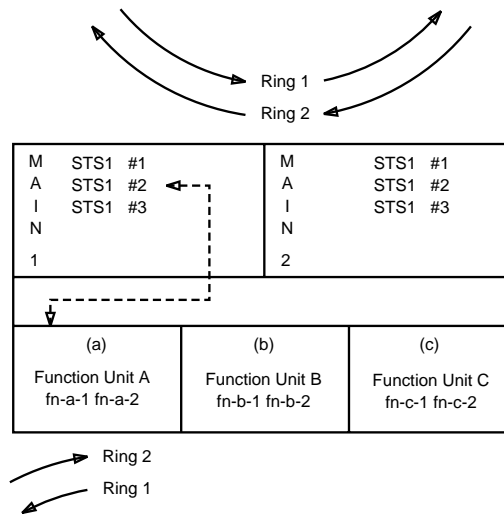 Ring 1
Ring 2
M
A
I
N
1
STS1 #1
STS1 #2
STS1 #3
M
A
I
N
2
STS1 #1
STS1 #2
STS1 #3
(a)
Function Unit A
fn-a-1 fn-a-2
(b)
Function Unit B
fn-b-1 fn-b-2
(c)
Function Unit C
fn-c-1 fn-c-2
Ring 2
Ring 1